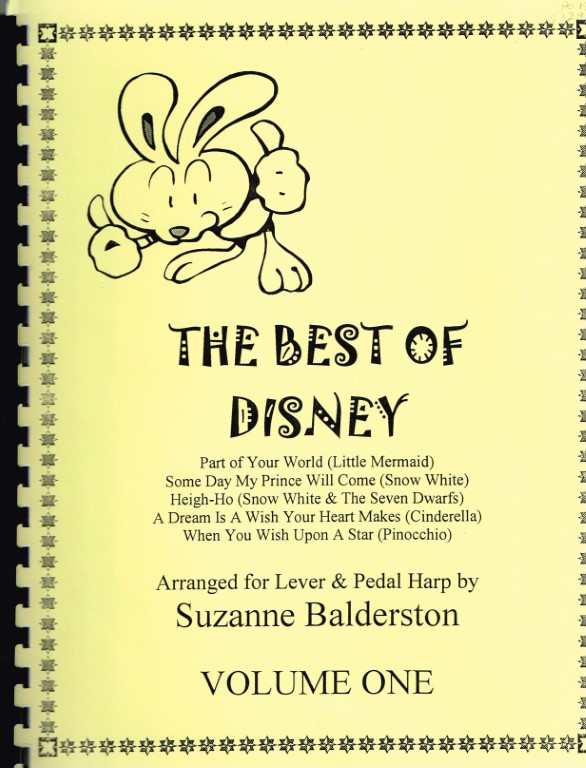 THE BEST OF
DISNEY
Part of Your World (Little Mermaid)
Some Day My Prince Will Come (Snow White)
Heigh-Ho (Snow White & The Seven Dwarfs)
A Dream Is A Wish Your Heart Makes (Cinderella)
When You Wish Upon A Star (Pinocchio)
Arranged for Lever & Pedal Harp by
Suzanne Balderston
VOLUME ONE